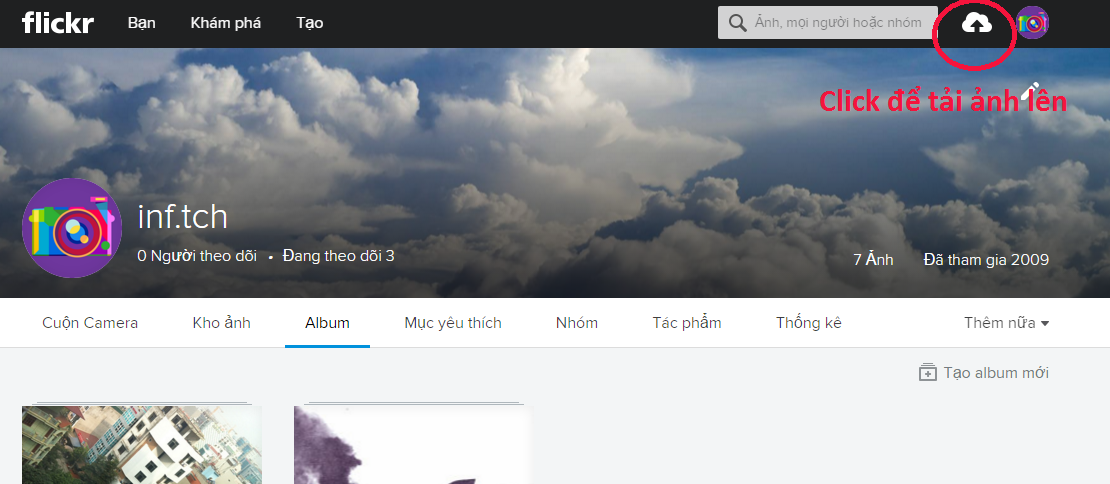 flickr Bạn Khám phá Tạo Ảnh, mọi người hoặc nhóm
Click để tải ảnh lên
inf.tch
0 Người theo dõi • Đang theo dõi 3 7 Ảnh Đã tham gia 2009
Cuộn Camera Kho ảnh Album Mục yêu thích Nhóm Tác phẩm Thống kê Thêm nữa
Tạo album mới